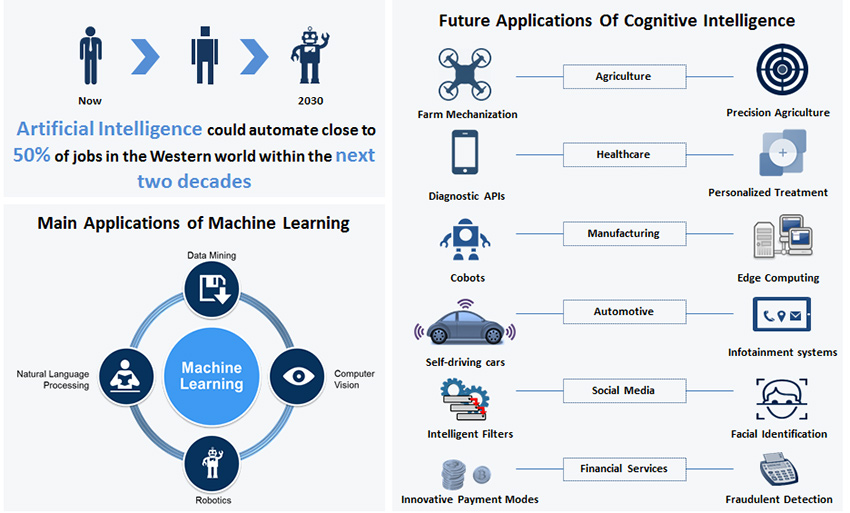 Now
2030
Artificial Intelligence could automate close to
50% of jobs in the Western world within the next
two decades
Main Applications of Machine Learning
Data Mining
Natural Language
Processing
Machine
Learning
Computer
Vision
Robotics
Future Applications Of Cognitive Intelligence
Farm Mechanization
Agriculture
Precision Agriculture
Diagnostic APIs
Healthcare
Personalized Treatment
Cobots
Manufacturing
Edge Computing
Self-driving cars
Automotive
Infotainment systems
Intelligent Filters
Social Media
Facial Identification
Innovative Payment Modes
Financial Services
Fraudulent Detection